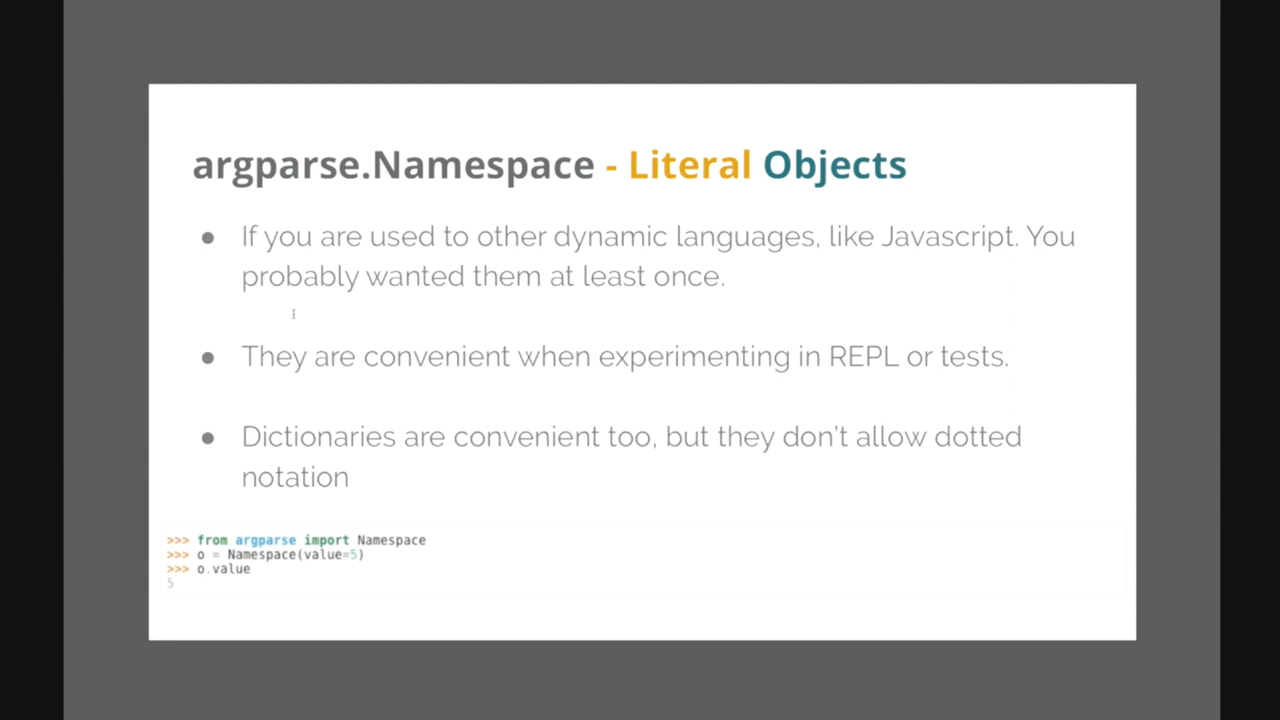 argparse.Namespace - Literal Objects
● If you are used to other dynamic languages, like Javascript. You
probably wanted them at least once.
● They are convenient when experimenting in REPL or tests.
● Dictionaries are convenient too, but they don't allow dotted
notation
>>> from argparse import Namespace
>>> o = Namespace(value=5)
>>> o.value
5